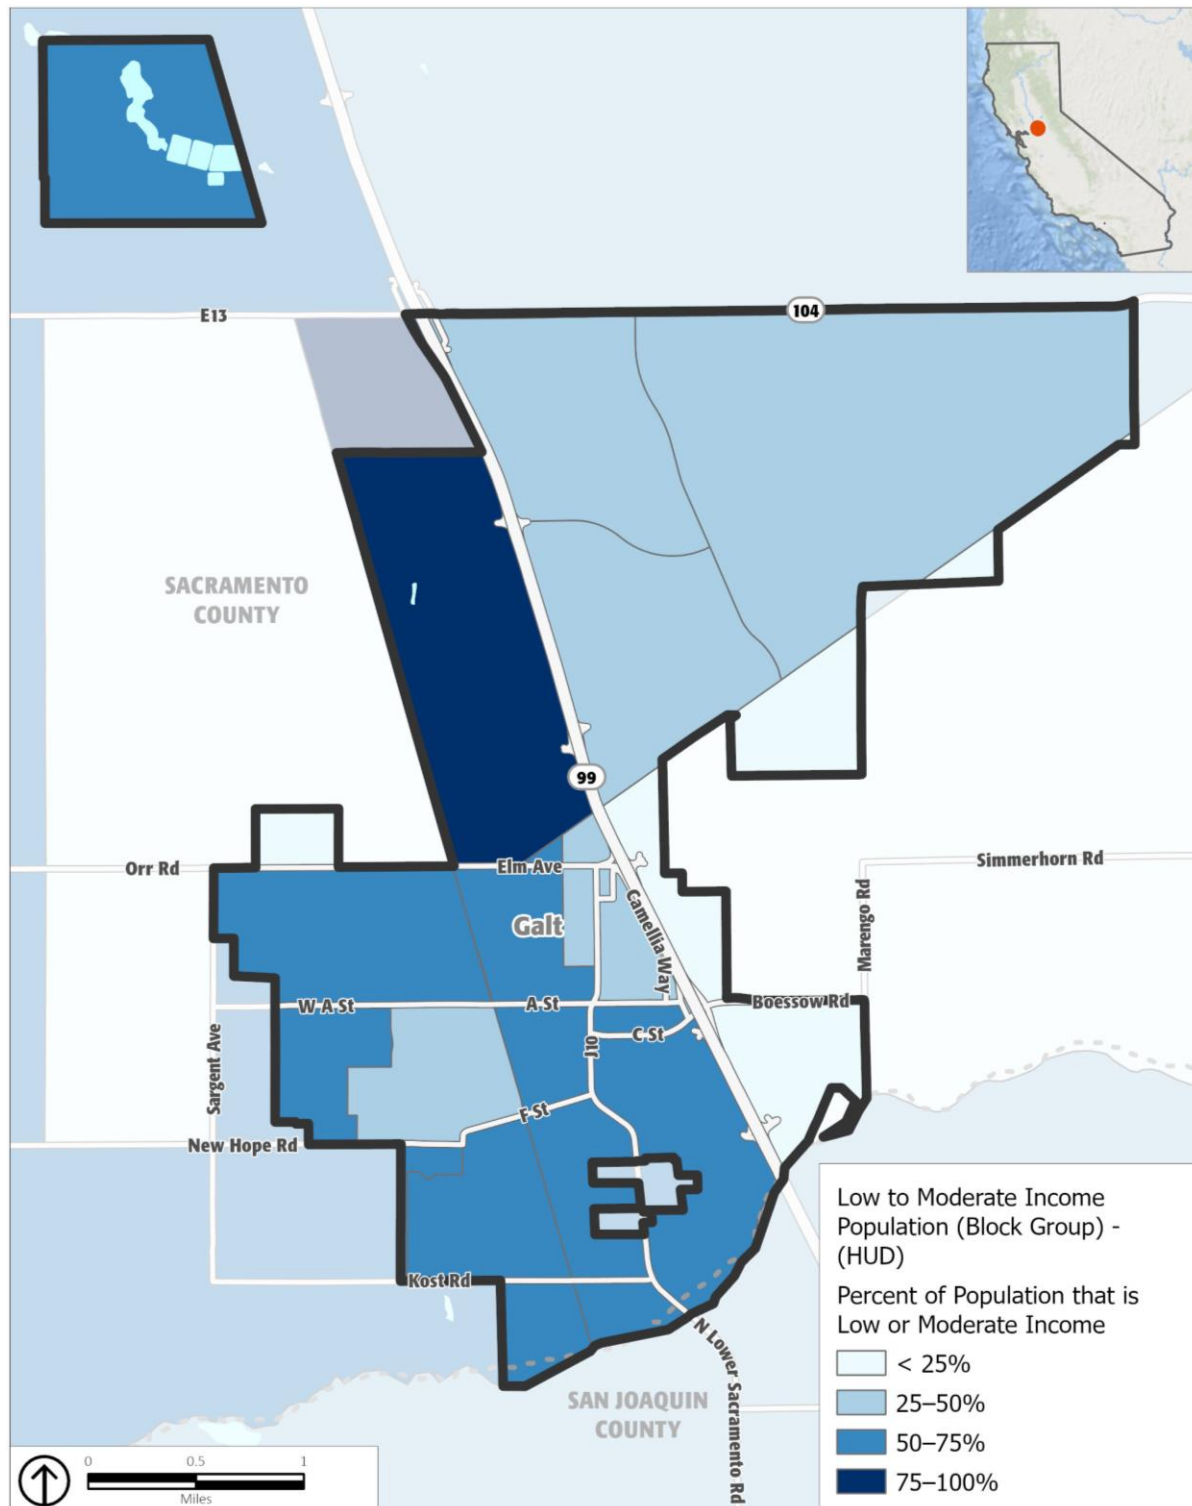 E13
104
SACRAMENTO
COUNTY
99
Orr Rd
Elm Ave
Simmerhorn Rd
Galt
Camellia Way
Marengo Rd
W A St
A St
Boessow Rd
C St
J10
Sargent Ave
F St
New Hope Rd
Kost Rd
N Lower Sacramento Rd
SAN JOAQUIN
COUNTY
Low to Moderate Income
Population (Block Group) -
(HUD)
Percent of Population that is
Low or Moderate Income
< 25%
25–50%
50–75%
75–100%
0 0.5 1
Miles